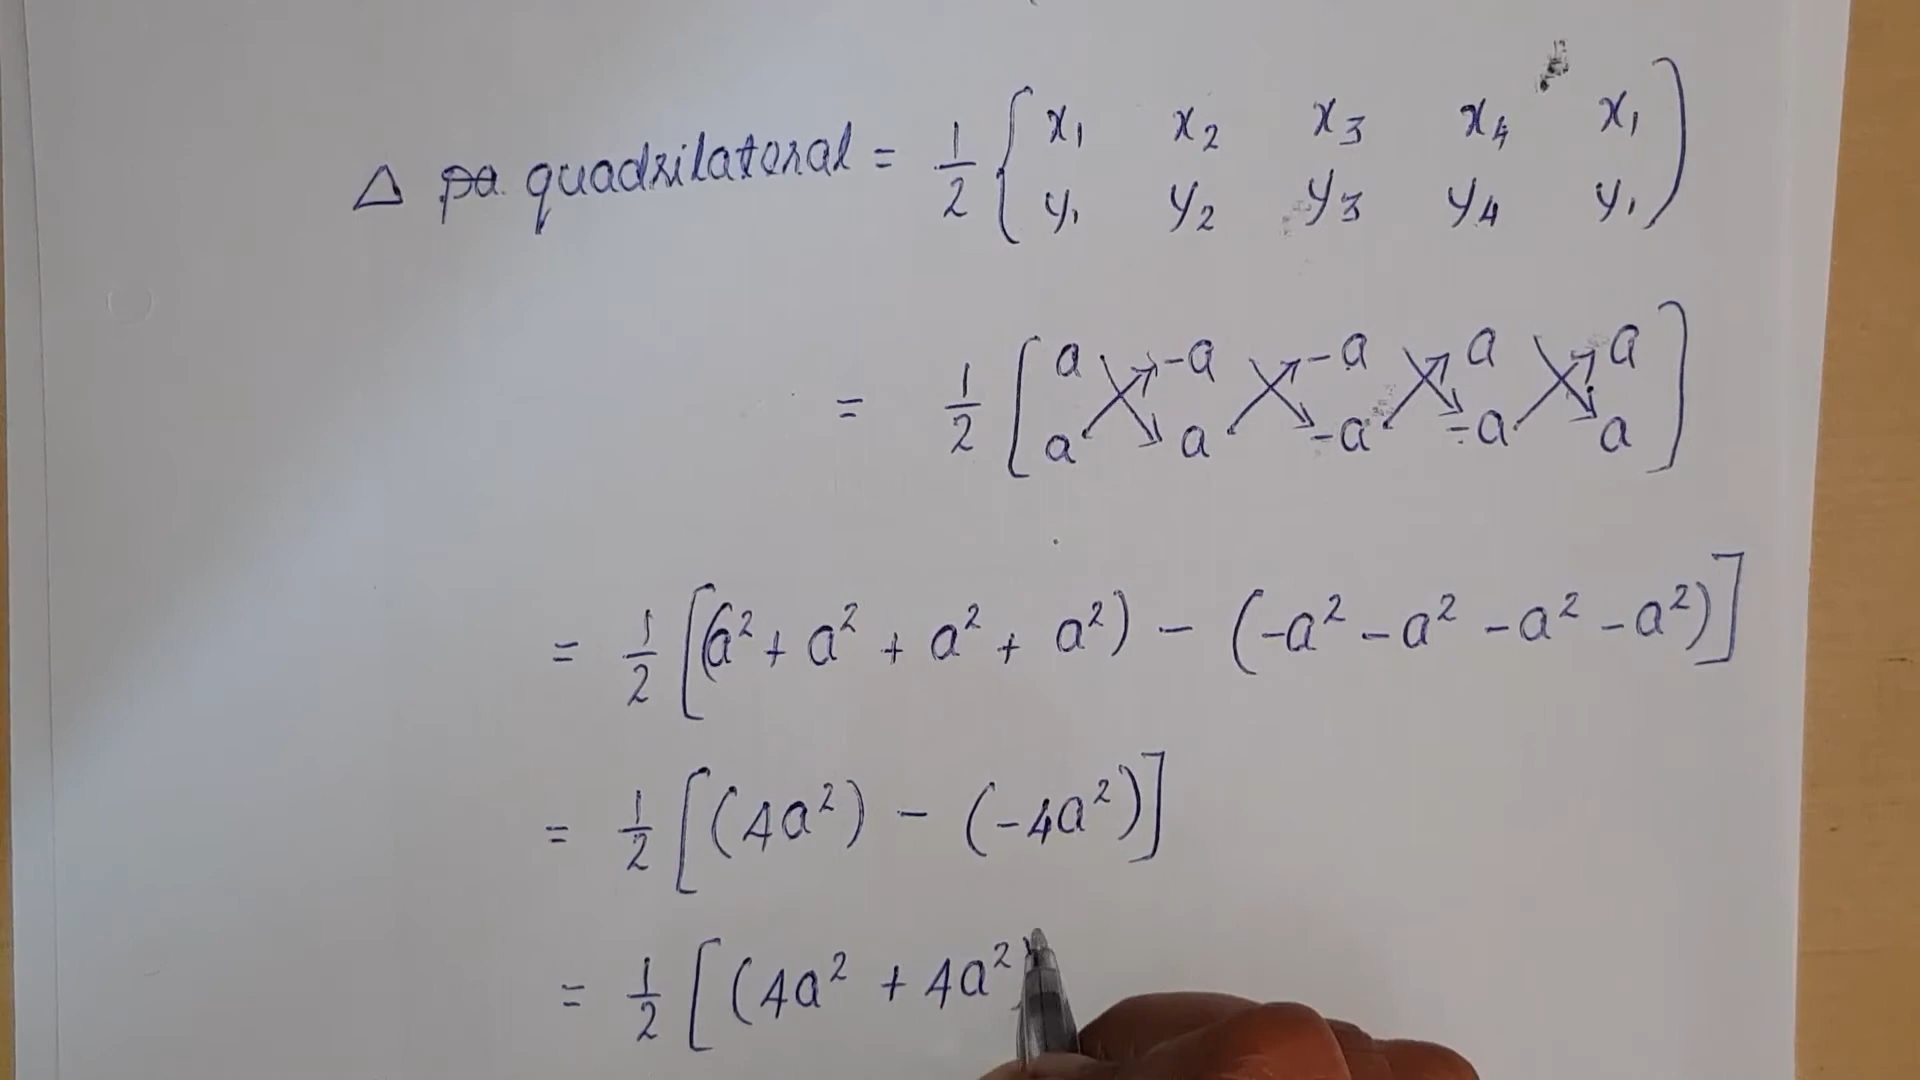 Δ quadrilateral = 1/2 { x₁ x₂ x₃ x₄ x₁ )
y₁ y₂ y₃ y₄ y₁
= 1/2 [ a -a -a a a ]
a a -a -a a
= 1/2 [(a² + a² + a² + a²) - (-a² - a² - a² - a²)]
= 1/2 [(4a²) - (-4a²)]
= 1/2 [(4a² + 4a²)